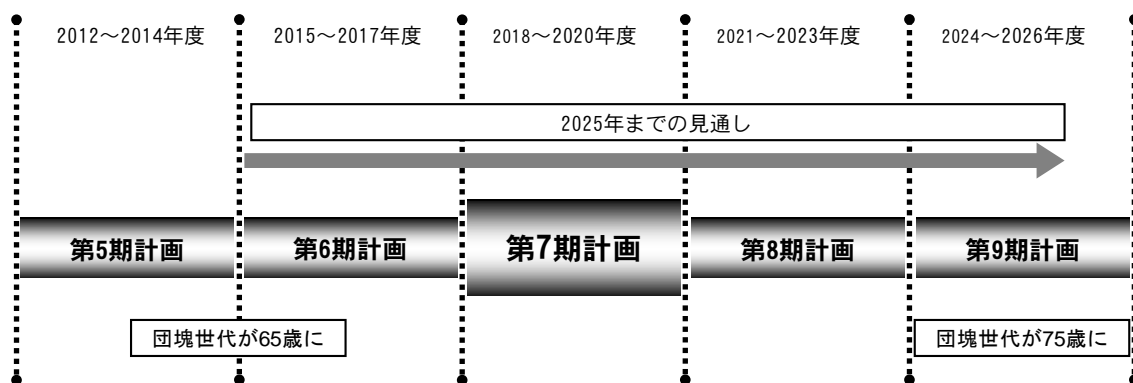 2012～2014年度
2015～2017年度
2018～2020年度
2021～2023年度
2024～2026年度
2025年までの見通し
第5期計画
第6期計画
第7期計画
第8期計画
第9期計画
団塊世代が65歳に
団塊世代が75歳に